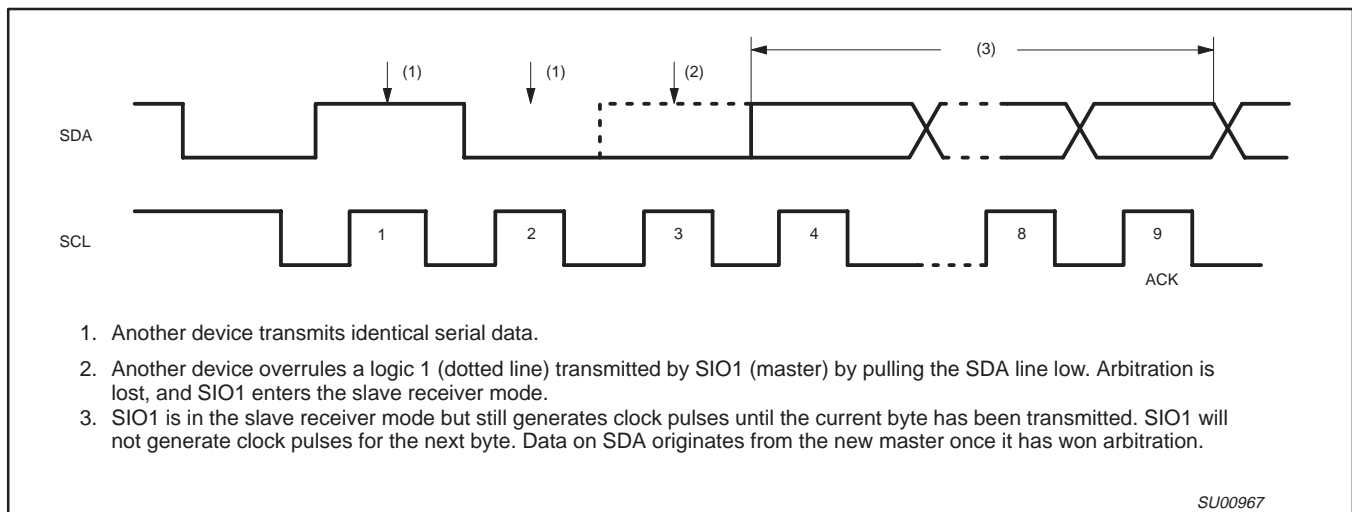 (3)
(1) (1) (2)
SDA
SCL
1 2 3 4 8 9
ACK
1. Another device transmits identical serial data.
2. Another device overrules a logic 1 (dotted line) transmitted by SIO1 (master) by pulling the SDA line low. Arbitration is
lost, and SIO1 enters the slave receiver mode.
3. SIO1 is in the slave receiver mode but still generates clock pulses until the current byte has been transmitted. SIO1 will
not generate clock pulses for the next byte. Data on SDA originates from the new master once it has won arbitration.
SU00967